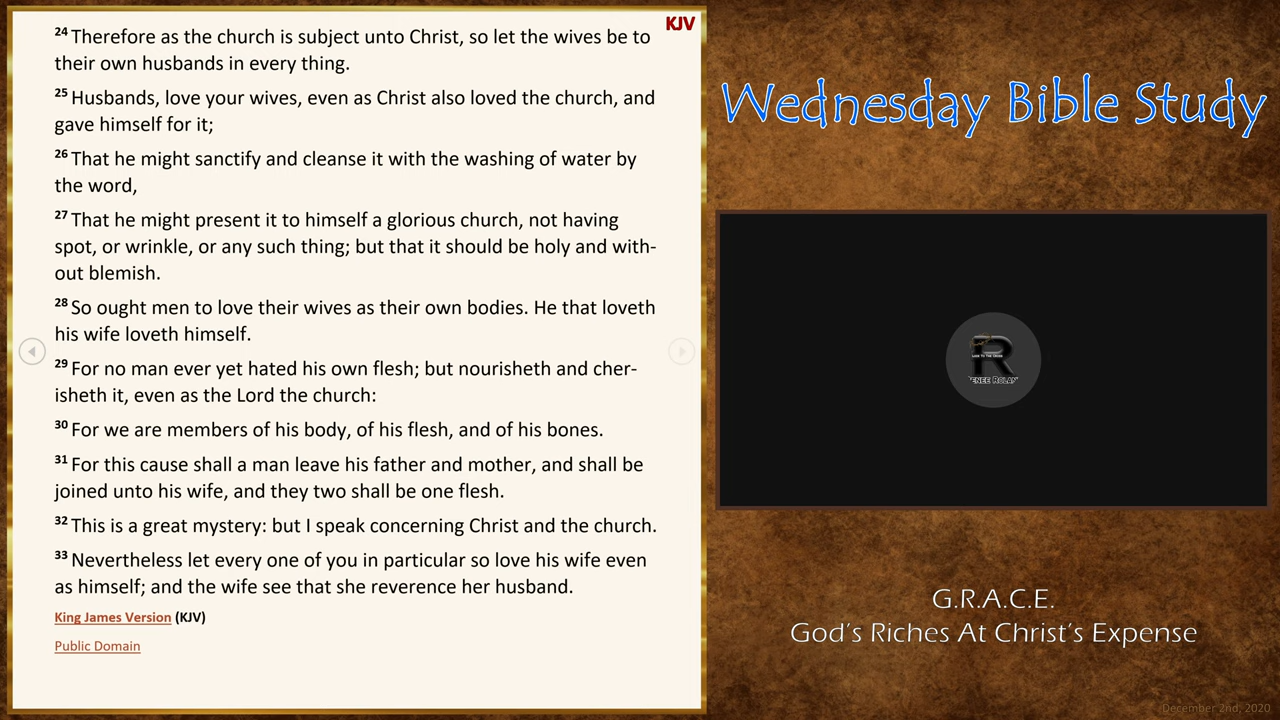 KJV
24 Therefore as the church is subject unto Christ, so let the wives be to
their own husbands in every thing.
25 Husbands, love your wives, even as Christ also loved the church, and
gave himself for it;
26 That he might sanctify and cleanse it with the washing of water by
the word,
27 That he might present it to himself a glorious church, not having
spot, or wrinkle, or any such thing; but that it should be holy and with-
out blemish.
28 So ought men to love their wives as their own bodies. He that loveth
his wife loveth himself.
29 For no man ever yet hated his own flesh; but nourisheth and cher-
isheth it, even as the Lord the church:
30 For we are members of his body, of his flesh, and of his bones.
31 For this cause shall a man leave his father and mother, and shall be
joined unto his wife, and they two shall be one flesh.
32 This is a great mystery: but I speak concerning Christ and the church.
33 Nevertheless let every one of you in particular so love his wife even
as himself; and the wife see that she reverence her husband.
King James Version (KJV)
Public Domain
Wednesday Bible Study
R
G.R.A.C.E.
God's Riches At Christ's Expense
December 2nd, 2020